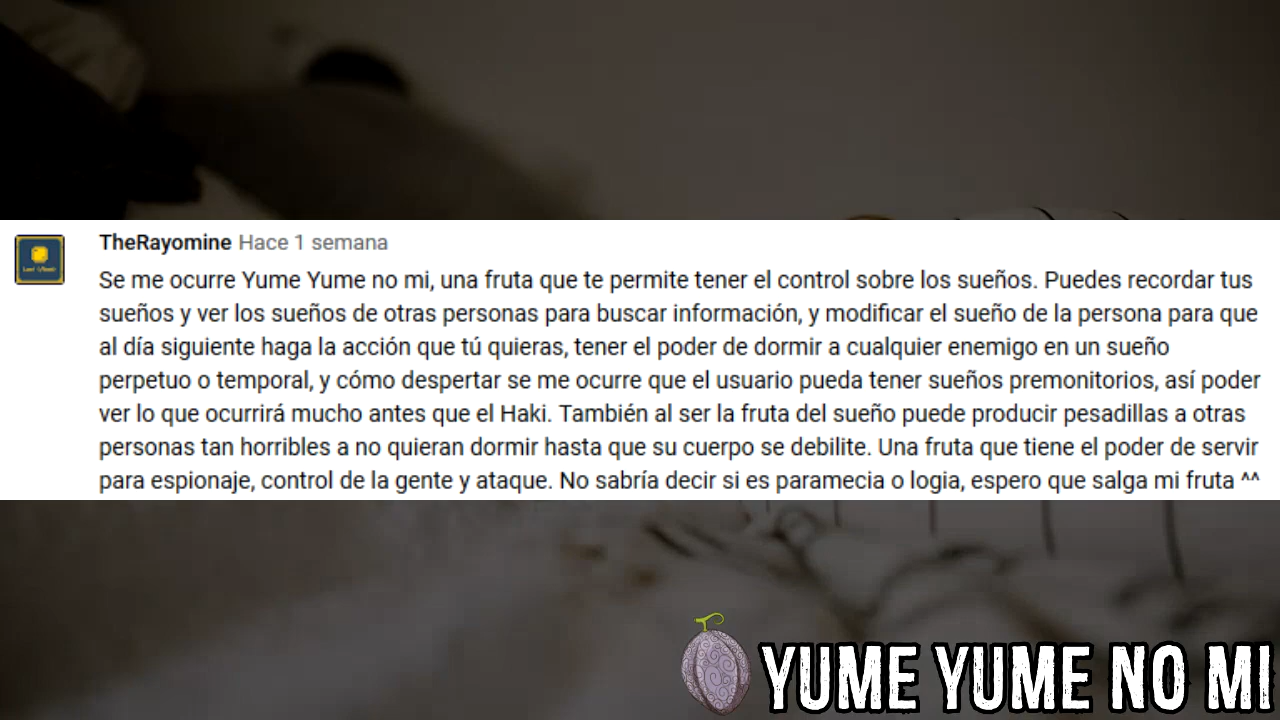 TheRayomine Hace 1 semana
Se me ocurre Yume Yume no mi, una fruta que te permite tener el control sobre los sueños. Puedes recordar tus
sueños y ver los sueños de otras personas para buscar información, y modificar el sueño de la persona para que
al día siguiente haga la acción que tú quieras, tener el poder de dormir a cualquier enemigo en un sueño
perpetuo o temporal, y cómo despertar se me ocurre que el usuario pueda tener sueños premonitorios, así poder
ver lo que ocurrirá mucho antes que el Haki. También al ser la fruta del sueño puede producir pesadillas a otras
personas tan horribles a no quieran dormir hasta que su cuerpo se debilite. Una fruta que tiene el poder de servir
para espionaje, control de la gente y ataque. No sabría decir si es paramecia o logia, espero que salga mi fruta ^^
YUME YUME NO MI